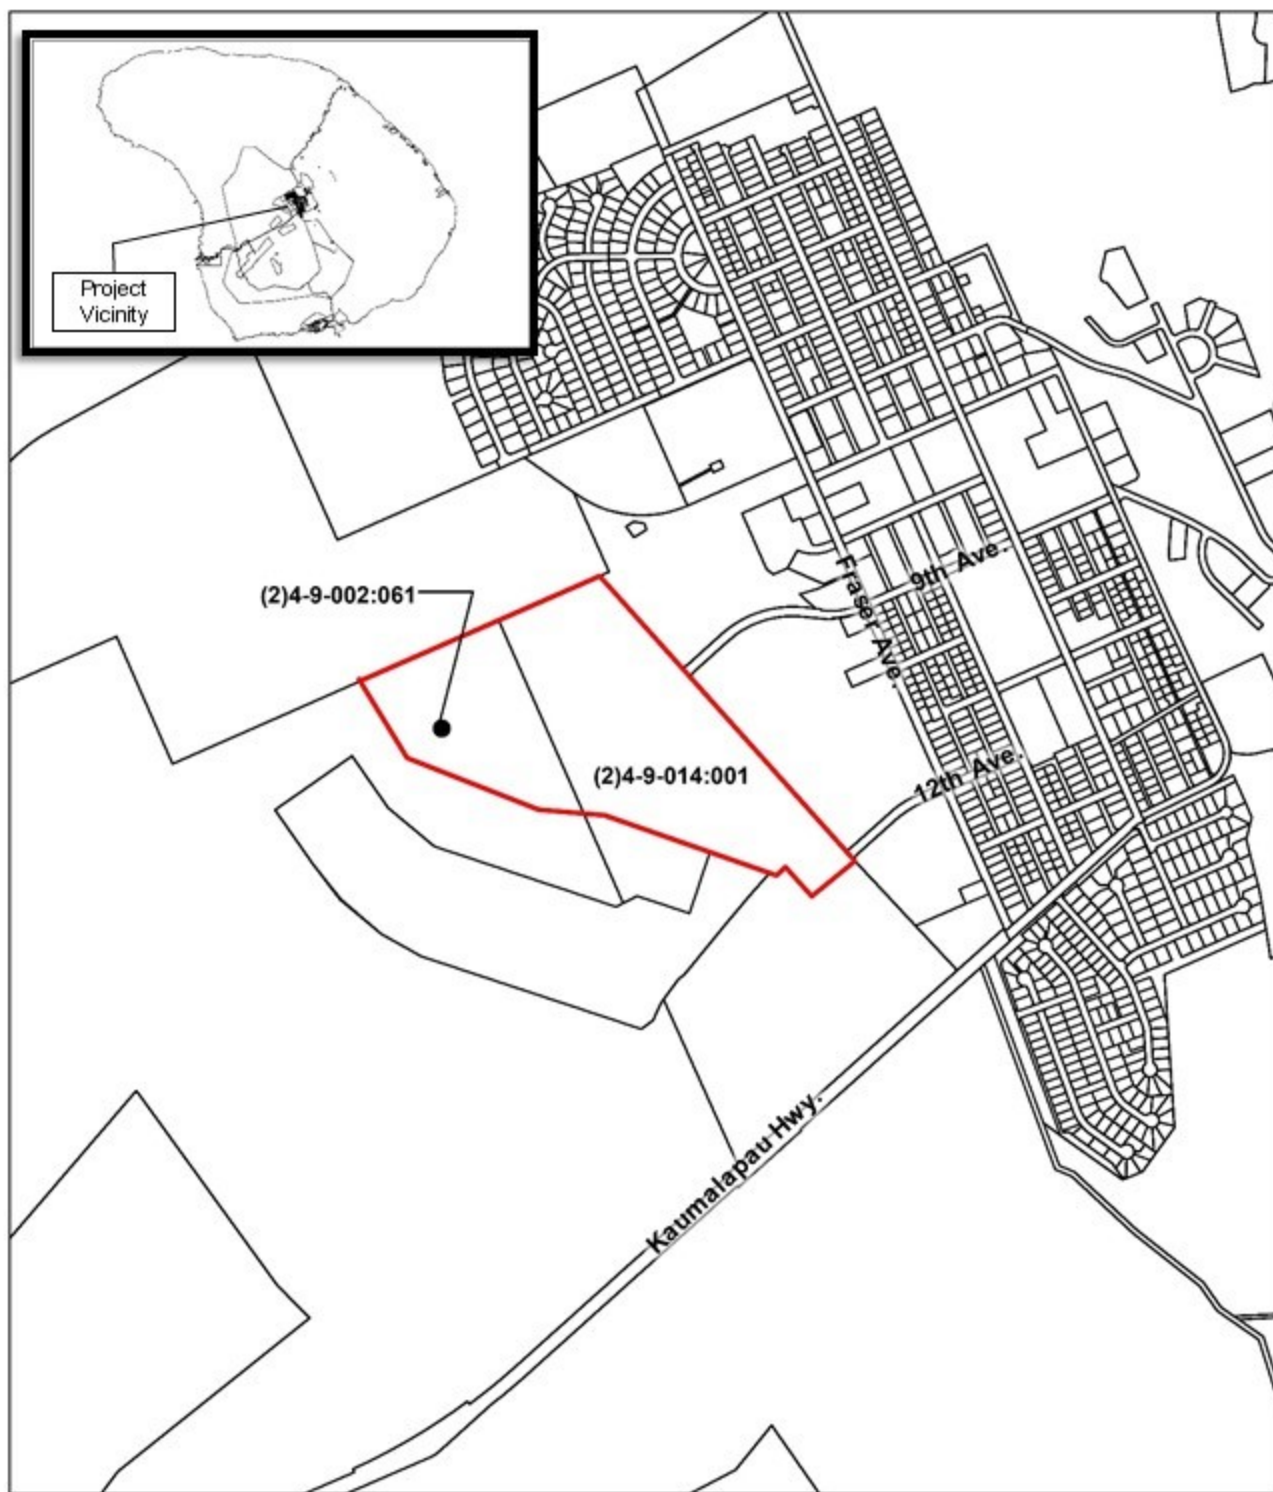 Project
Vicinity
(2)4-9-002:061
Fraser Ave.
9th Ave.
(2)4-9-014:001
12th Ave.
Kaumalapau Hwy.